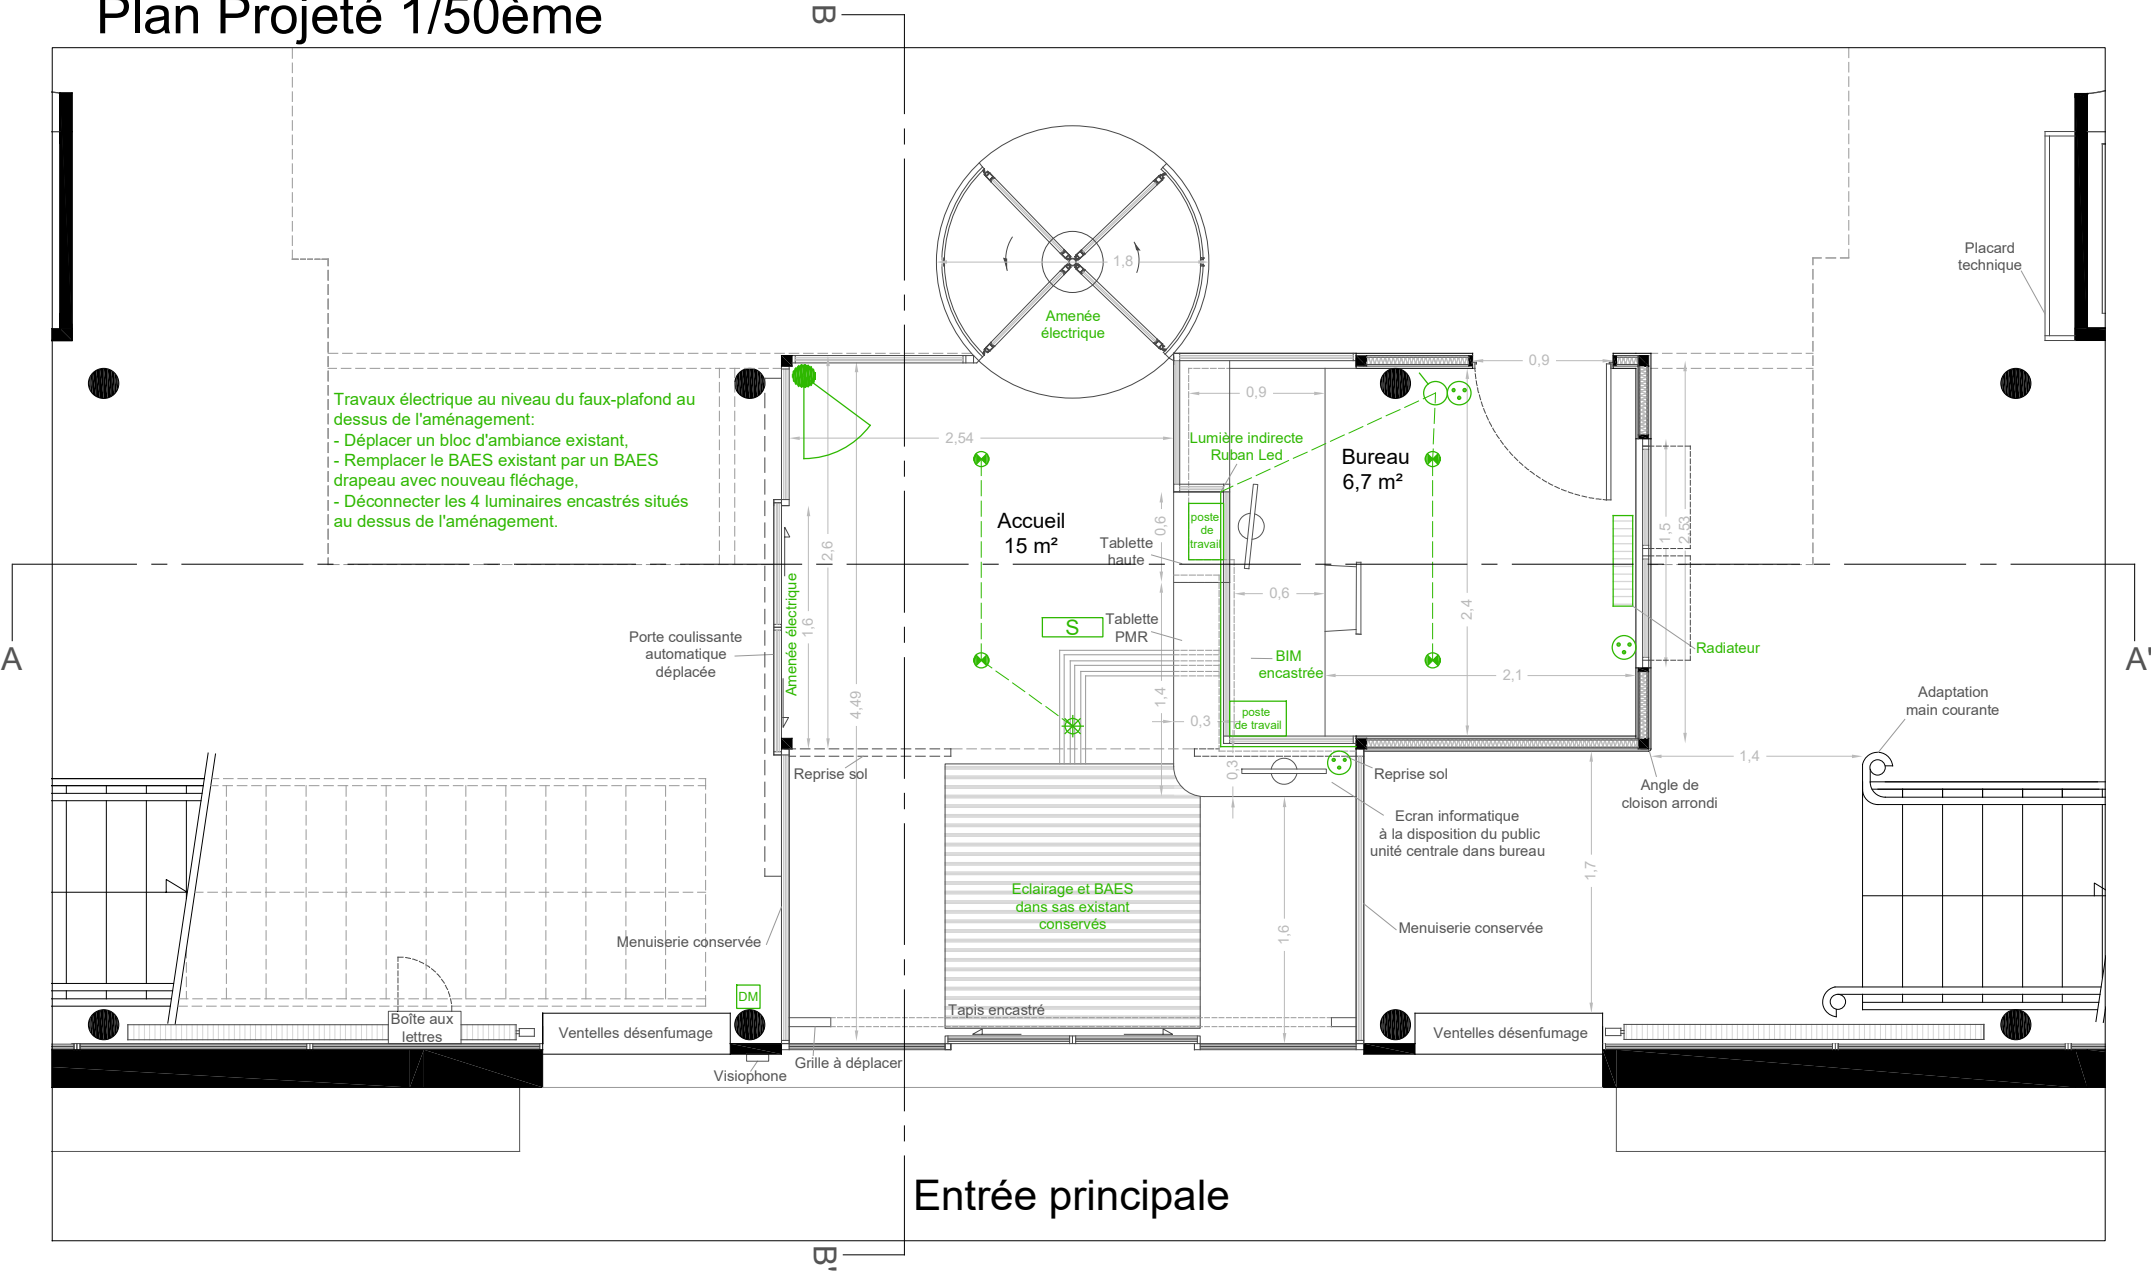 Plan Projeté 1/50ème
B
Placard
technique
1,8
Amenée
électrique
0,9
0,9
Travaux électrique au niveau du faux-plafond au
dessus de l'aménagement:
- Déplacer un bloc d'ambiance existant,
- Remplacer le BAES existant par un BAES
drapeau avec nouveau fléchage,
- Déconnecter les 4 luminaires encastrés situés
au dessus de l'aménagement.
2,54
Lumière indirecte
Ruban Led
Bureau
6,7 m²
Accueil
15 m²
poste
de
travail
0,6
Tablette
haute
2,6
1,5
2,53
Amenée électrique
1,6
0,6
2,4
S
Tablette
PMR
Porte coulissante
automatique
déplacée
A
A'
BIM
encastrée
Radiateur
2,1
4,49
1,4
0,3
poste
de travail
Adaptation
main courante
1,4
Reprise sol
0,3
Reprise sol
Angle de
cloison arrondi
Ecran informatique
à la disposition du public
unité centrale dans bureau
1,7
Eclairage et BAES
dans sas existant
conservés
1,6
Menuiserie conservée
Menuiserie conservée
DM
Tapis encastré
Boîte aux
lettres
Ventelles désenfumage
Ventelles désenfumage
Grille à déplacer
Visiophone
Entrée principale
B'